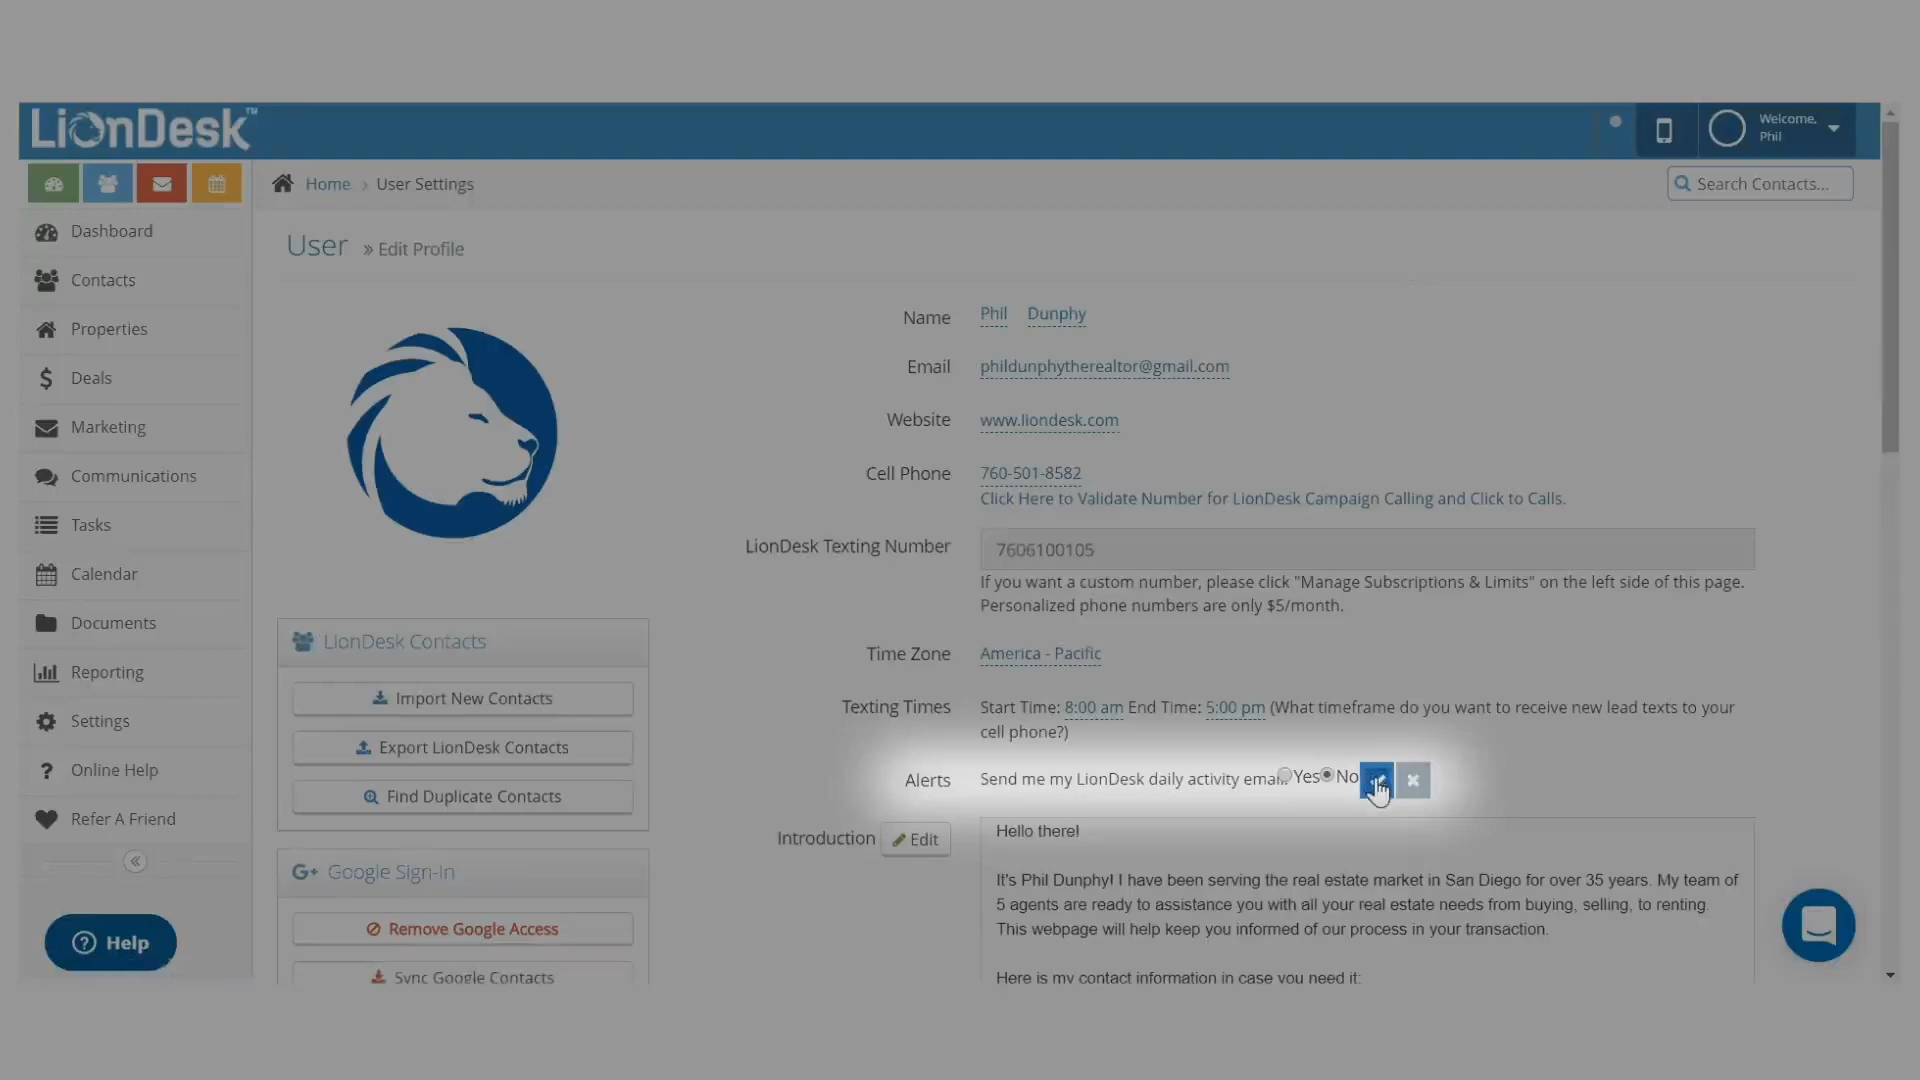 LionDesk™
Welcome,
Phil
Home › User Settings
Search Contacts...
Dashboard
Contacts
Properties
Deals
Marketing
Communications
Tasks
Calendar
Documents
Reporting
Settings
Online Help
Refer A Friend
Help
User » Edit Profile
LionDesk Contacts
Import New Contacts
Export LionDesk Contacts
Find Duplicate Contacts
G+ Google Sign-In
Remove Google Access
Sync Google Contacts
Name Phil Dunphy
Email phildunphytherealtor@gmail.com
Website www.liondesk.com
Cell Phone 760-501-8582
Click Here to Validate Number for LionDesk Campaign Calling and Click to Calls.
LionDesk Texting Number 7606100105
If you want a custom number, please click "Manage Subscriptions & Limits" on the left side of this page.
Personalized phone numbers are only $5/month.
Time Zone America - Pacific
Texting Times Start Time: 8:00 am End Time: 5:00 pm (What timeframe do you want to receive new lead texts to your
cell phone?)
Alerts Send me my LionDesk daily activity email. Yes No
Introduction Edit
Hello there!
It's Phil Dunphy! I have been serving the real estate market in San Diego for over 35 years. My team of
5 agents are ready to assistance you with all your real estate needs from buying, selling, to renting.
This webpage will help keep you informed of our process in your transaction.
Here is my contact information in case you need it: